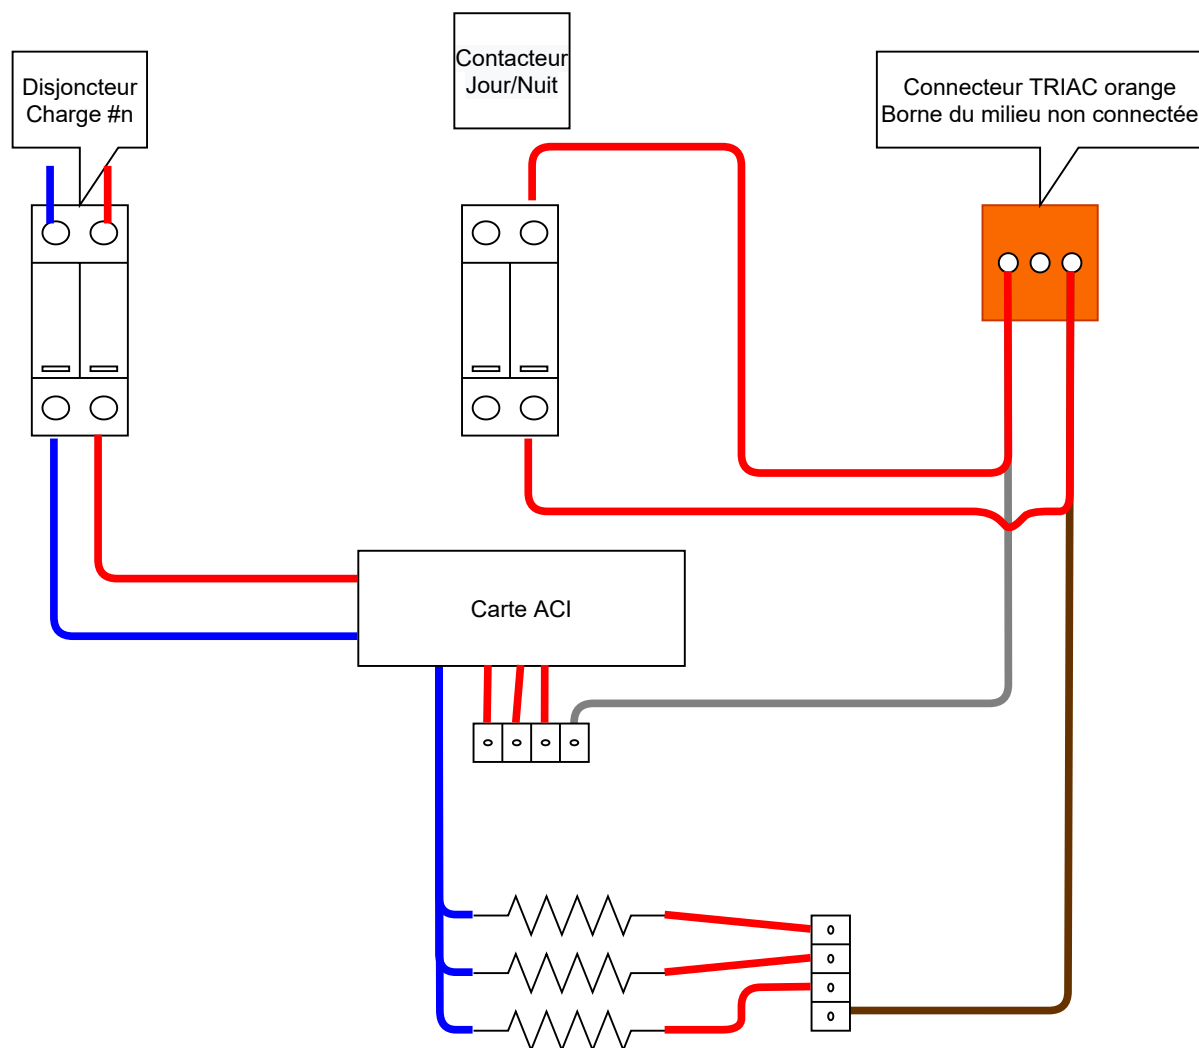 Disjoncteur
Charge #n
Contacteur
Jour/Nuit
Connecteur TRIAC orange
Borne du milieu non connectée
Carte ACI